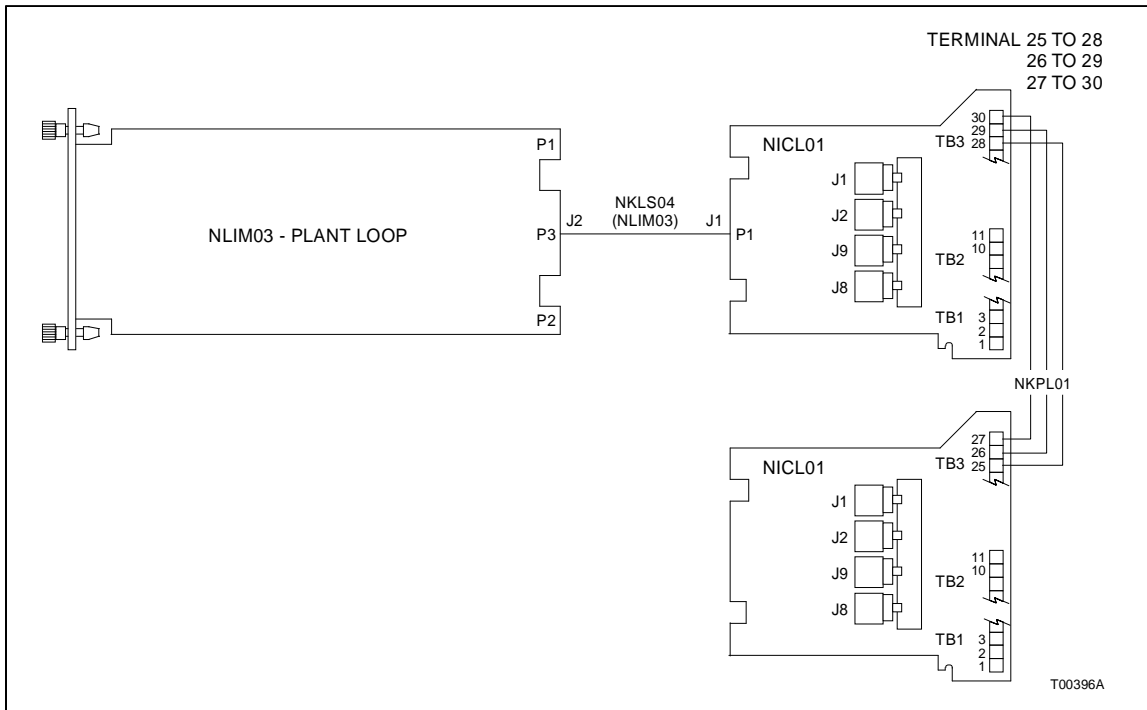 TERMINAL 25 TO 28
26 TO 29
27 TO 30
NLIM03 - PLANT LOOP
P1
P3
P2
J2
NKLS04
(NLIM03)
J1
P1
NICL01
J1
J2
J9
J8
TB3
30
29
28
TB2
11
10
TB1
3
2
1
NKPL01
NICL01
J1
J2
J9
J8
TB3
27
26
25
TB2
11
10
TB1
3
2
1
T00396A